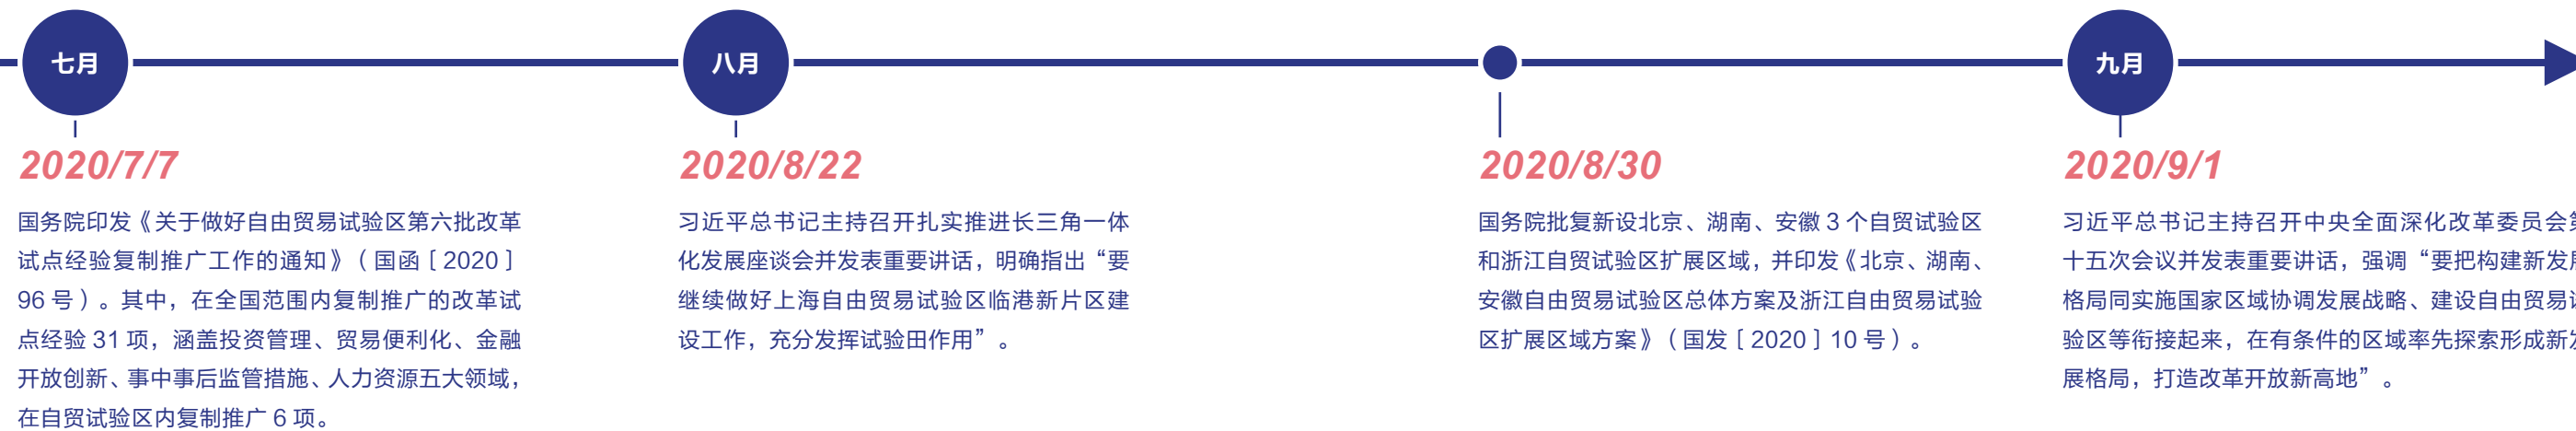 七月
2020/7/7
国务院印发《关于做好自由贸易试验区第六批改革
试点经验复制推广工作的通知》（国函［2020］
96 号）。其中，在全国范围内复制推广的改革试
点经验 31 项，涵盖投资管理、贸易便利化、金融
开放创新、事中事后监管措施、人力资源五大领域，
在自贸试验区内复制推广 6 项。
八月
2020/8/22
习近平总书记主持召开扎实推进长三角一体
化发展座谈会并发表重要讲话，明确指出“要
继续做好上海自由贸易试验区临港新片区建
设工作，充分发挥试验田作用”。
2020/8/30
国务院批复新设北京、湖南、安徽 3 个自贸试验区
和浙江自贸试验区扩展区域，并印发《北京、湖南、
安徽自由贸易试验区总体方案及浙江自由贸易试验
区扩展区域方案》（国发［2020］10 号）。
九月
2020/9/1
习近平总书记主持召开中央全面深化改革委员会第
十五次会议并发表重要讲话，强调“要把构建新发展
格局同实施国家区域协调发展战略、建设自由贸易试
验区等衔接起来，在有条件的区域率先探索形成新发
展格局，打造改革开放新高地”。